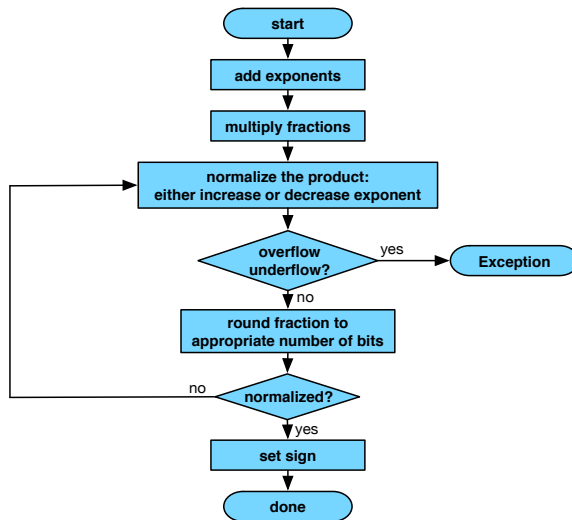 start
add exponents
multiply fractions
normalize the product:
either increase or decrease exponent
overflow
underflow?
yes
Exception
no
round fraction to
appropriate number of bits
no
normalized?
yes
set sign
done